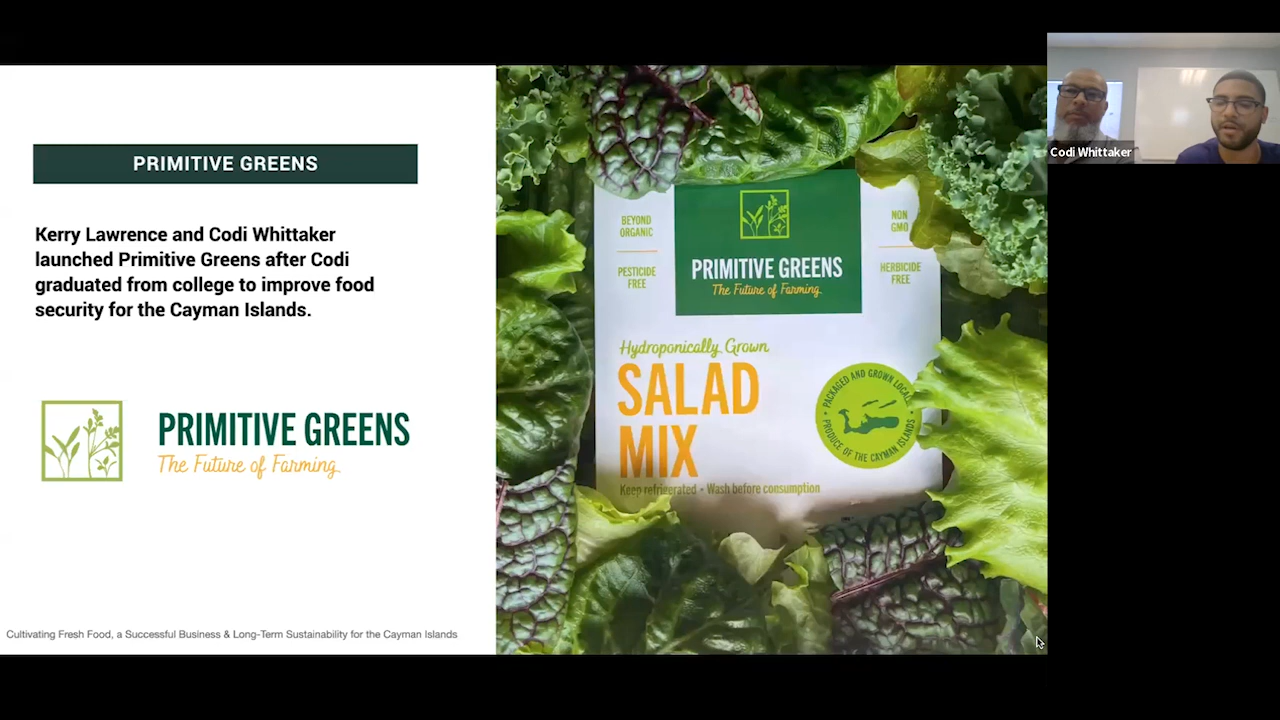 PRIMITIVE GREENS
Kerry Lawrence and Codi Whittaker
launched Primitive Greens after Codi
graduated from college to improve food
security for the Cayman Islands.
PRIMITIVE GREENS
The Future of Farming
Cultivating Fresh Food, a Successful Business & Long-Term Sustainability for the Cayman Islands
BEYOND
ORGANIC
PESTICIDE
FREE
PRIMITIVE GREENS
The Future of Farming
NON
GMO
HERBICIDE
FREE
Hydroponically Grown
SALAD
MIX
Keep refrigerated • Wash before consumption
PACKAGED AND GROWN
PRODUCE OF THE CAYMAN ISLANDS
Codi Whittaker